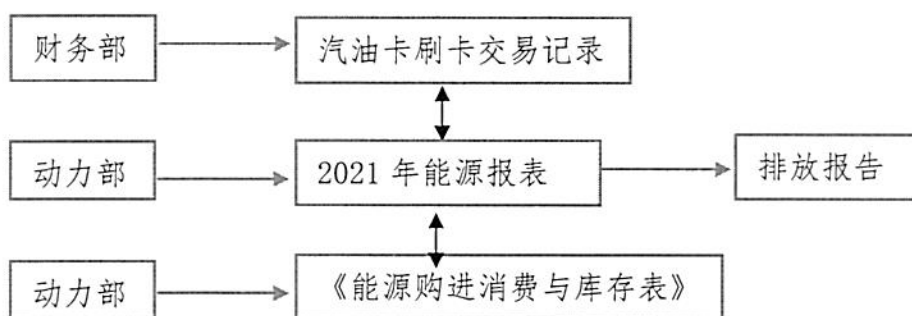 财务部
汽油卡刷卡交易记录
动力部
2021 年能源报表
排放报告
动力部
《能源购进消费与库存表》